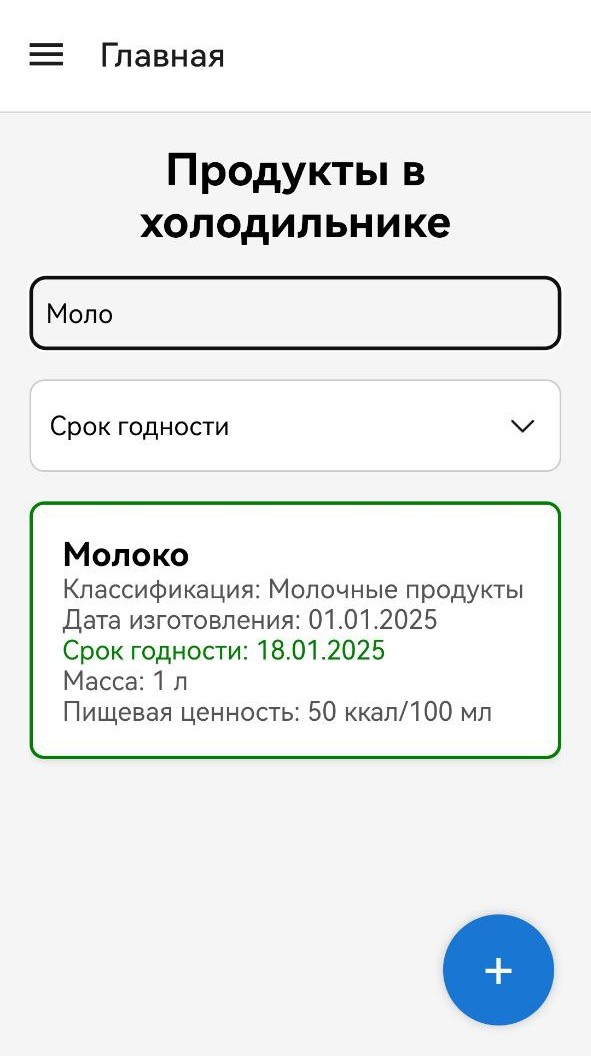 Главная
Продукты в
холодильнике
Моло
Срок годности
Молоко
Классификация: Молочные продукты
Дата изготовления: 01.01.2025
Срок годности: 18.01.2025
Масса: 1 л
Пищевая ценность: 50 ккал/100 мл
+